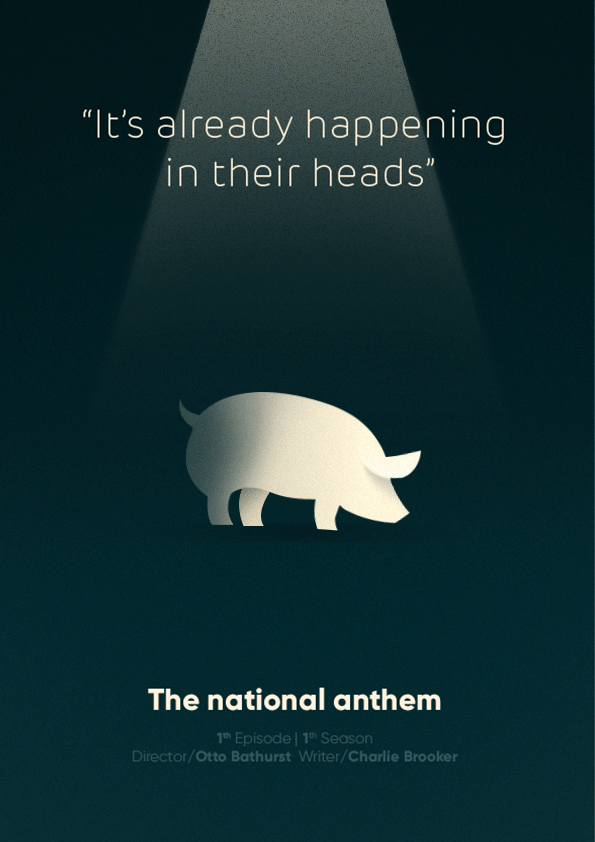 “It’s already happening
in their heads”
The national anthem
1th Episode | 1th Season
Director/Otto Bathurst Writer/Charlie Brooker